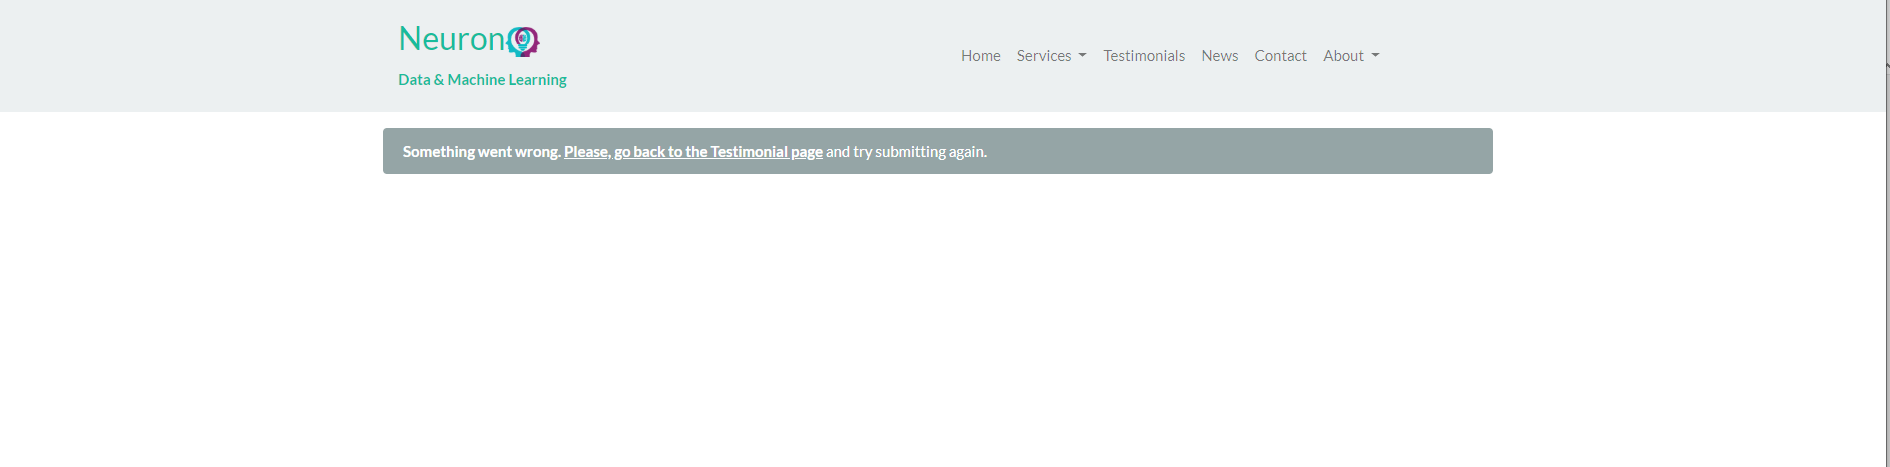 Neuron
Data & Machine Learning
Home Services Testimonials News Contact About
Something went wrong. Please, go back to the Testimonial page and try submitting again.